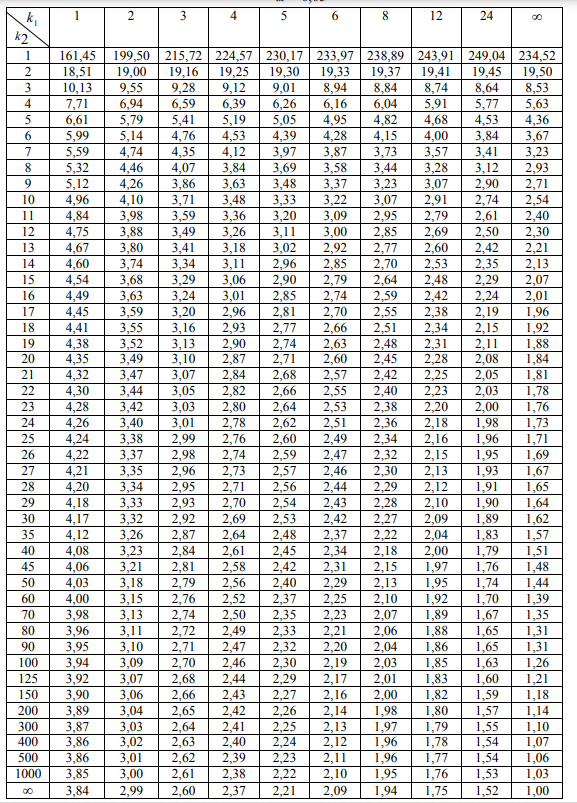 k1 1 2 3 4 5 6 8 12 24 ∞
k2
1 161,45 199,50 215,72 224,57 230,17 233,97 238,89 243,91 249,04 234,52
2 18,51 19,00 19,16 19,25 19,30 19,33 19,37 19,41 19,45 19,50
3 10,13 9,55 9,28 9,12 9,01 8,94 8,84 8,74 8,64 8,53
4 7,71 6,94 6,59 6,39 6,26 6,16 6,04 5,91 5,77 5,63
5 6,61 5,79 5,41 5,19 5,05 4,95 4,82 4,68 4,53 4,36
6 5,99 5,14 4,76 4,53 4,39 4,28 4,15 4,00 3,84 3,67
7 5,59 4,74 4,35 4,12 3,97 3,87 3,73 3,57 3,41 3,23
8 5,32 4,46 4,07 3,84 3,69 3,58 3,44 3,28 3,12 2,93
9 5,12 4,26 3,86 3,63 3,48 3,37 3,23 3,07 2,90 2,71
10 4,96 4,10 3,71 3,48 3,33 3,22 3,07 2,91 2,74 2,54
11 4,84 3,98 3,59 3,36 3,20 3,09 2,95 2,79 2,61 2,40
12 4,75 3,88 3,49 3,26 3,11 3,00 2,85 2,69 2,50 2,30
13 4,67 3,80 3,41 3,18 3,02 2,92 2,77 2,60 2,42 2,21
14 4,60 3,74 3,34 3,11 2,96 2,85 2,70 2,53 2,35 2,13
15 4,54 3,68 3,29 3,06 2,90 2,79 2,64 2,48 2,29 2,07
16 4,49 3,63 3,24 3,01 2,85 2,74 2,59 2,42 2,24 2,01
17 4,45 3,59 3,20 2,96 2,81 2,70 2,55 2,38 2,19 1,96
18 4,41 3,55 3,16 2,93 2,77 2,66 2,51 2,34 2,15 1,92
19 4,38 3,52 3,13 2,90 2,74 2,63 2,48 2,31 2,11 1,88
20 4,35 3,49 3,10 2,87 2,71 2,60 2,45 2,28 2,08 1,84
21 4,32 3,47 3,07 2,84 2,68 2,57 2,42 2,25 2,05 1,81
22 4,30 3,44 3,05 2,82 2,66 2,55 2,40 2,23 2,03 1,78
23 4,28 3,42 3,03 2,80 2,64 2,53 2,38 2,20 2,00 1,76
24 4,26 3,40 3,01 2,78 2,62 2,51 2,36 2,18 1,98 1,73
25 4,24 3,38 2,99 2,76 2,60 2,49 2,34 2,16 1,96 1,71
26 4,22 3,37 2,98 2,74 2,59 2,47 2,32 2,15 1,95 1,69
27 4,21 3,35 2,96 2,73 2,57 2,46 2,30 2,13 1,93 1,67
28 4,20 3,34 2,95 2,71 2,56 2,44 2,29 2,12 1,91 1,65
29 4,18 3,33 2,93 2,70 2,54 2,43 2,28 2,10 1,90 1,64
30 4,17 3,32 2,92 2,69 2,53 2,42 2,27 2,09 1,89 1,62
35 4,12 3,26 2,87 2,64 2,48 2,37 2,22 2,04 1,83 1,57
40 4,08 3,23 2,84 2,61 2,45 2,34 2,18 2,00 1,79 1,51
45 4,06 3,21 2,81 2,58 2,42 2,31 2,15 1,97 1,76 1,48
50 4,03 3,18 2,79 2,56 2,40 2,29 2,13 1,95 1,74 1,44
60 4,00 3,15 2,76 2,52 2,37 2,25 2,10 1,92 1,70 1,39
70 3,98 3,13 2,74 2,50 2,35 2,23 2,07 1,89 1,67 1,35
80 3,96 3,11 2,72 2,49 2,33 2,21 2,06 1,88 1,65 1,31
90 3,95 3,10 2,71 2,47 2,32 2,20 2,04 1,86 1,65 1,31
100 3,94 3,09 2,70 2,46 2,30 2,19 2,03 1,85 1,63 1,26
125 3,92 3,07 2,68 2,44 2,29 2,17 2,01 1,83 1,60 1,21
150 3,90 3,06 2,66 2,43 2,27 2,16 2,00 1,82 1,59 1,18
200 3,89 3,04 2,65 2,42 2,26 2,14 1,98 1,80 1,57 1,14
300 3,87 3,03 2,64 2,41 2,25 2,13 1,97 1,79 1,55 1,10
400 3,86 3,02 2,63 2,40 2,24 2,12 1,96 1,78 1,54 1,07
500 3,86 3,01 2,62 2,39 2,23 2,11 1,96 1,77 1,54 1,06
1000 3,85 3,00 2,61 2,38 2,22 2,10 1,95 1,76 1,53 1,03
∞ 3,84 2,99 2,60 2,37 2,21 2,09 1,94 1,75 1,52 1,00